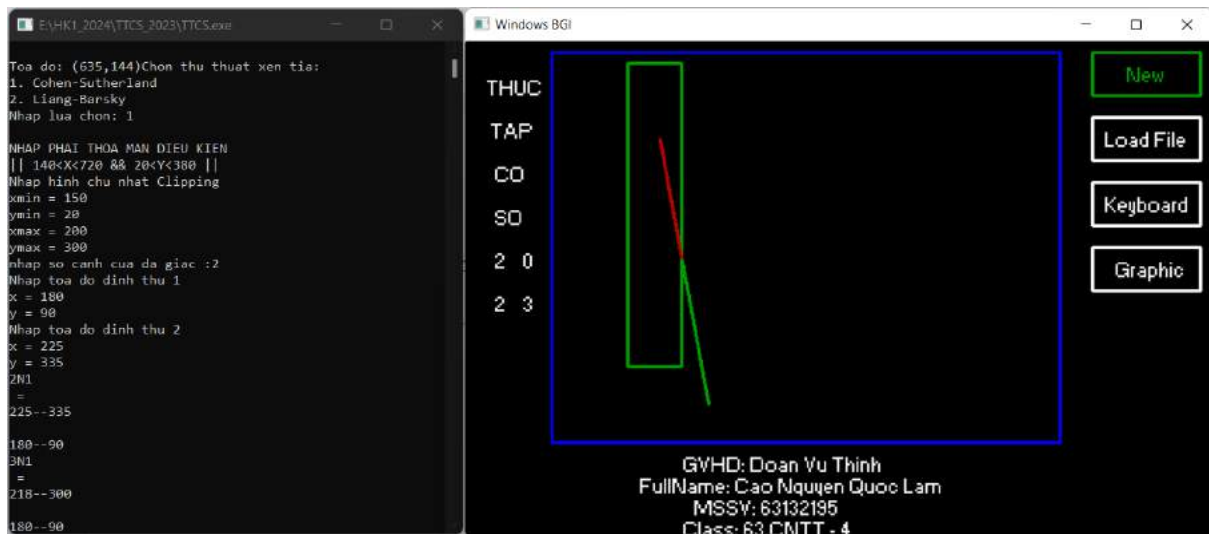 E:\HK1_2024\TTCS_2023\TTCS.exe
Toa do: (635,144)Chon thu thuat xen tia:
1. Cohen-Sutherland
2. Liang-Barsky
Nhap lua chon: 1
NHAP PHAI THOA MAN DIEU KIEN
|| 140<X<720 && 20<Y<380 ||
Nhap hinh chu nhat Clipping
xmin = 150
ymin = 20
xmax = 200
ymax = 300
nhap so canh cua da giac :2
Nhap toa do dinh thu 1
x = 180
y = 90
Nhap toa do dinh thu 2
x = 225
y = 335
2N1
=
225--335
180--90
3N1
=
218--300
180--90
Windows BGI
THUC
TAP
CO
SO
2 0
2 3
New
Load File
Keyboard
Graphic
GVHD: Doan Vu Thinh
FullName: Cao Nguyen Quoc Lam
MSSV: 63132195
Class: 63 CNTT - 4